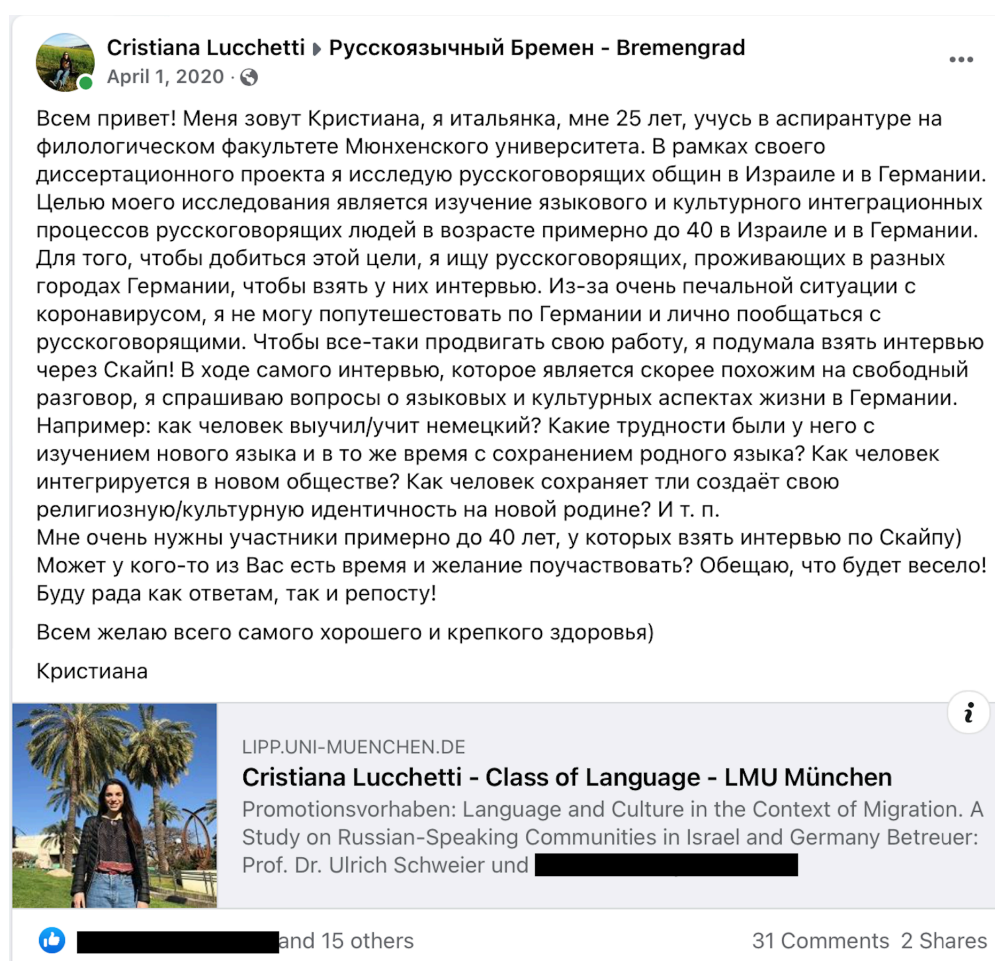 Cristiana Lucchetti ▸ Русскоязычный Бремен - Bremengrad
April 1, 2020 ·
Всем привет! Меня зовут Кристиана, я итальянка, мне 25 лет, учусь в аспирантуре на
филологическом факультете Мюнхенского университета. В рамках своего
диссертационного проекта я исследую русскоговорящих общин в Израиле и в Германии.
Целью моего исследования является изучение языкового и культурного интеграционных
процессов русскоговорящих людей в возрасте примерно до 40 в Израиле и в Германии.
Для того, чтобы добиться этой цели, я ищу русскоговорящих, проживающих в разных
городах Германии, чтобы взять у них интервью. Из-за очень печальной ситуации с
коронавирусом, я не могу попутешестовать по Германии и лично пообщаться с
русскоговорящими. Чтобы все-таки продвигать свою работу, я подумала взять интервью
через Скайп! В ходе самого интервью, которое является скорее похожим на свободный
разговор, я спрашиваю вопросы о языковых и культурных аспектах жизни в Германии.
Например: как человек выучил/учит немецкий? Какие трудности были у него с
изучением нового языка и в то же время с сохранением родного языка? Как человек
интегрируется в новом обществе? Как человек сохраняет тли создаёт свою
религиозную/культурную идентичность на новой родине? И т. п.
Мне очень нужны участники примерно до 40 лет, у которых взять интервью по Скайпу)
Может у кого-то из Вас есть время и желание поучаствовать? Обещаю, что будет весело!
Буду рада как ответам, так и репосту!
Всем желаю всего самого хорошего и крепкого здоровья)
Кристиана
LIPP.UNI-MUENCHEN.DE
Cristiana Lucchetti - Class of Language - LMU München
Promotionsvorhaben: Language and Culture in the Context of Migration. A
Study on Russian-Speaking Communities in Israel and Germany Betreuer:
Prof. Dr. Ulrich Schweier und
and 15 others
31 Comments 2 Shares